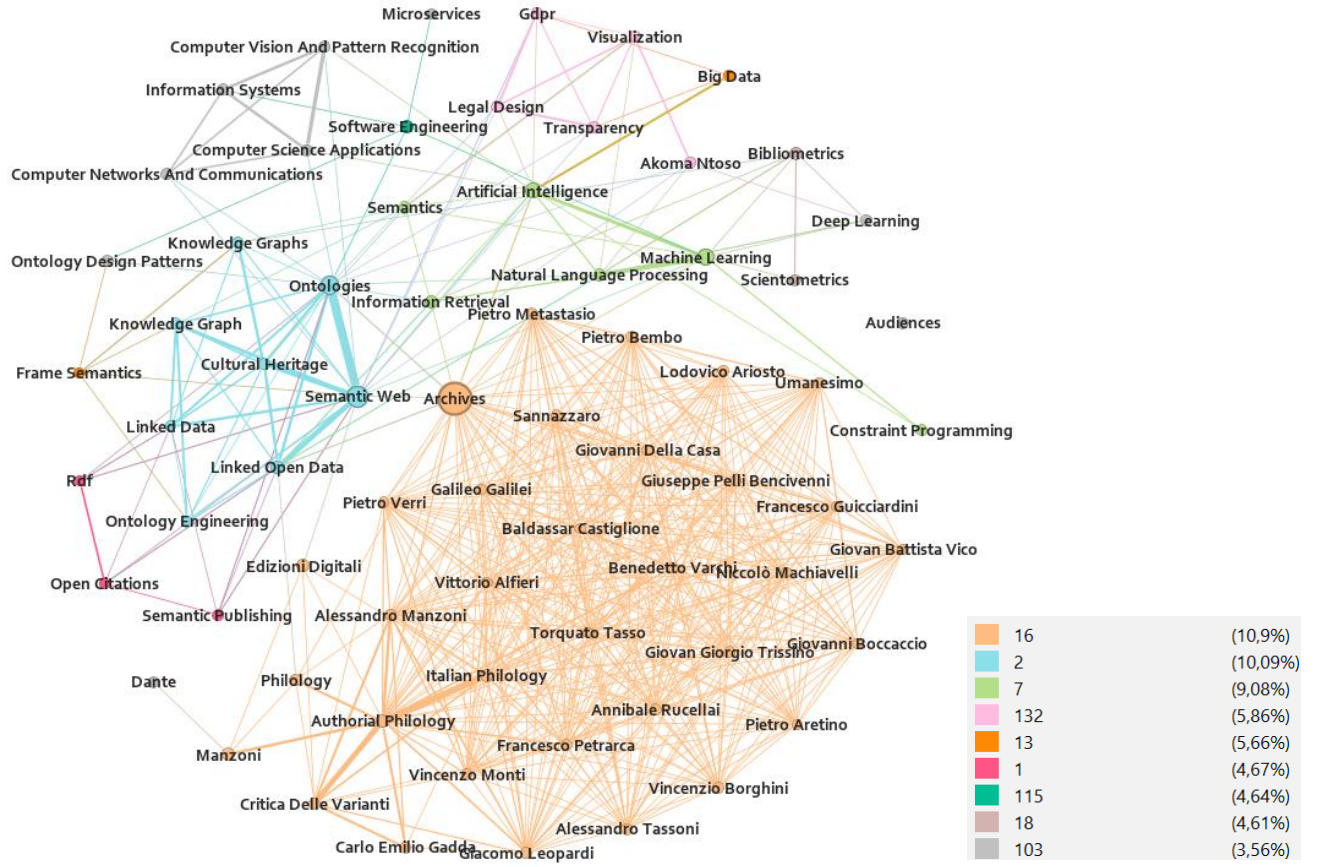 Microservices
Gdpr
Visualization
Computer Vision And Pattern Recognition
Big Data
Information Systems
Legal Design
Software Engineering
Transparency
Computer Science Applications
Bibliometrics
Akoma Ntoso
Computer Networks And Communications
Artificial Intelligence
Semantics
Deep Learning
Knowledge Graphs
Ontology Design Patterns
Machine Learning
Natural Language Processing
Scientometrics
Ontologies
Information Retrieval
Pietro Metastasio
Knowledge Graph
Audiences
Pietro Bembo
Cultural Heritage
Frame Semantics
Lodovico Ariosto
Umanesimo
Semantic Web
Archives
Sannazzaro
Linked Data
Constraint Programming
Giovanni Della Casa
Linked Open Data
Rdf
Giuseppe Pelli Bencivenni
Galileo Galilei
Pietro Verri
Francesco Guicciardini
Ontology Engineering
Baldassar Castiglione
Giovan Battista Vico
Edizioni Digitali
Benedetto Varchi
Niccolò Machiavelli
Open Citations
Vittorio Alfieri
Semantic Publishing
Alessandro Manzoni
Torquato Tasso
Giovan Giorgio Trissino
Giovanni Boccaccio
Italian Philology
Dante
Philology
Annibale Rucellai
Authorial Philology
Pietro Aretino
Francesco Petrarca
Manzoni
Vincenzo Monti
Vincenzio Borghini
Critica Delle Varianti
Alessandro Tassoni
Carlo Emilio Gadda
Giacomo Leopardi
16 (10,9%)
2 (10,09%)
7 (9,08%)
132 (5,86%)
13 (5,66%)
1 (4,67%)
115 (4,64%)
18 (4,61%)
103 (3,56%)